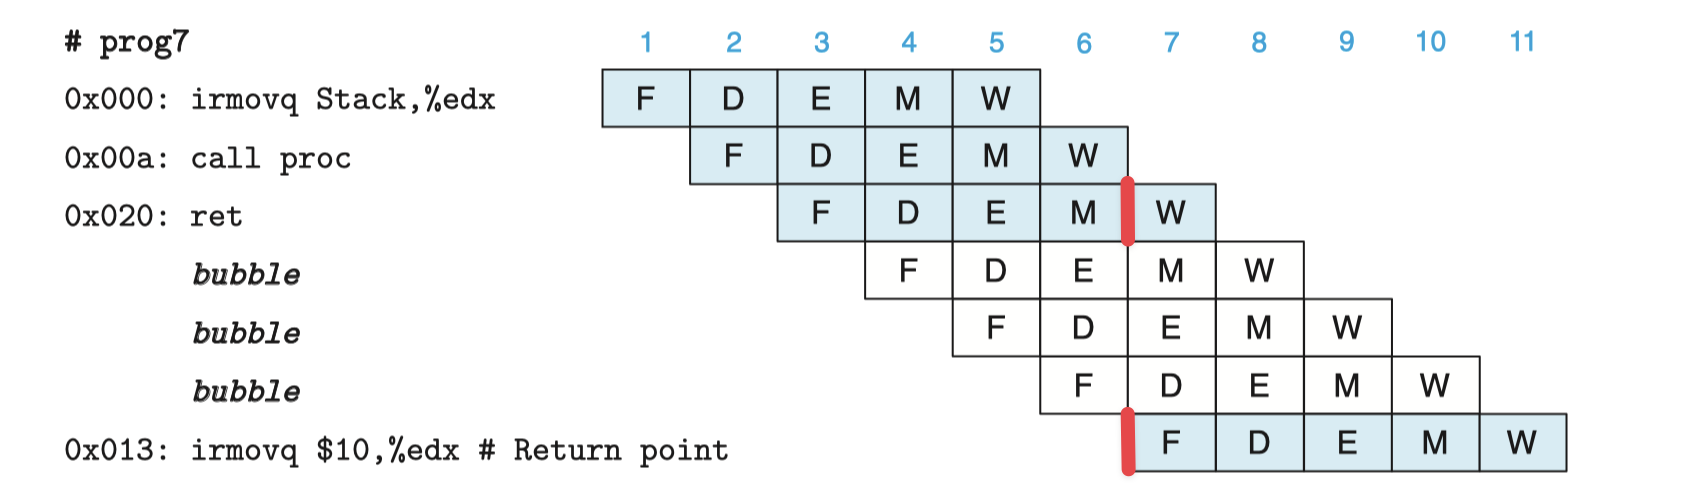 # prog7 1 2 3 4 5 6 7 8 9 10 11
0x000: irmovq Stack,%edx F D E M W
0x00a: call proc F D E M W
0x020: ret F D E M W
bubble F D E M W
bubble F D E M W
bubble F D E M W
0x013: irmovq $10,%edx # Return point F D E M W